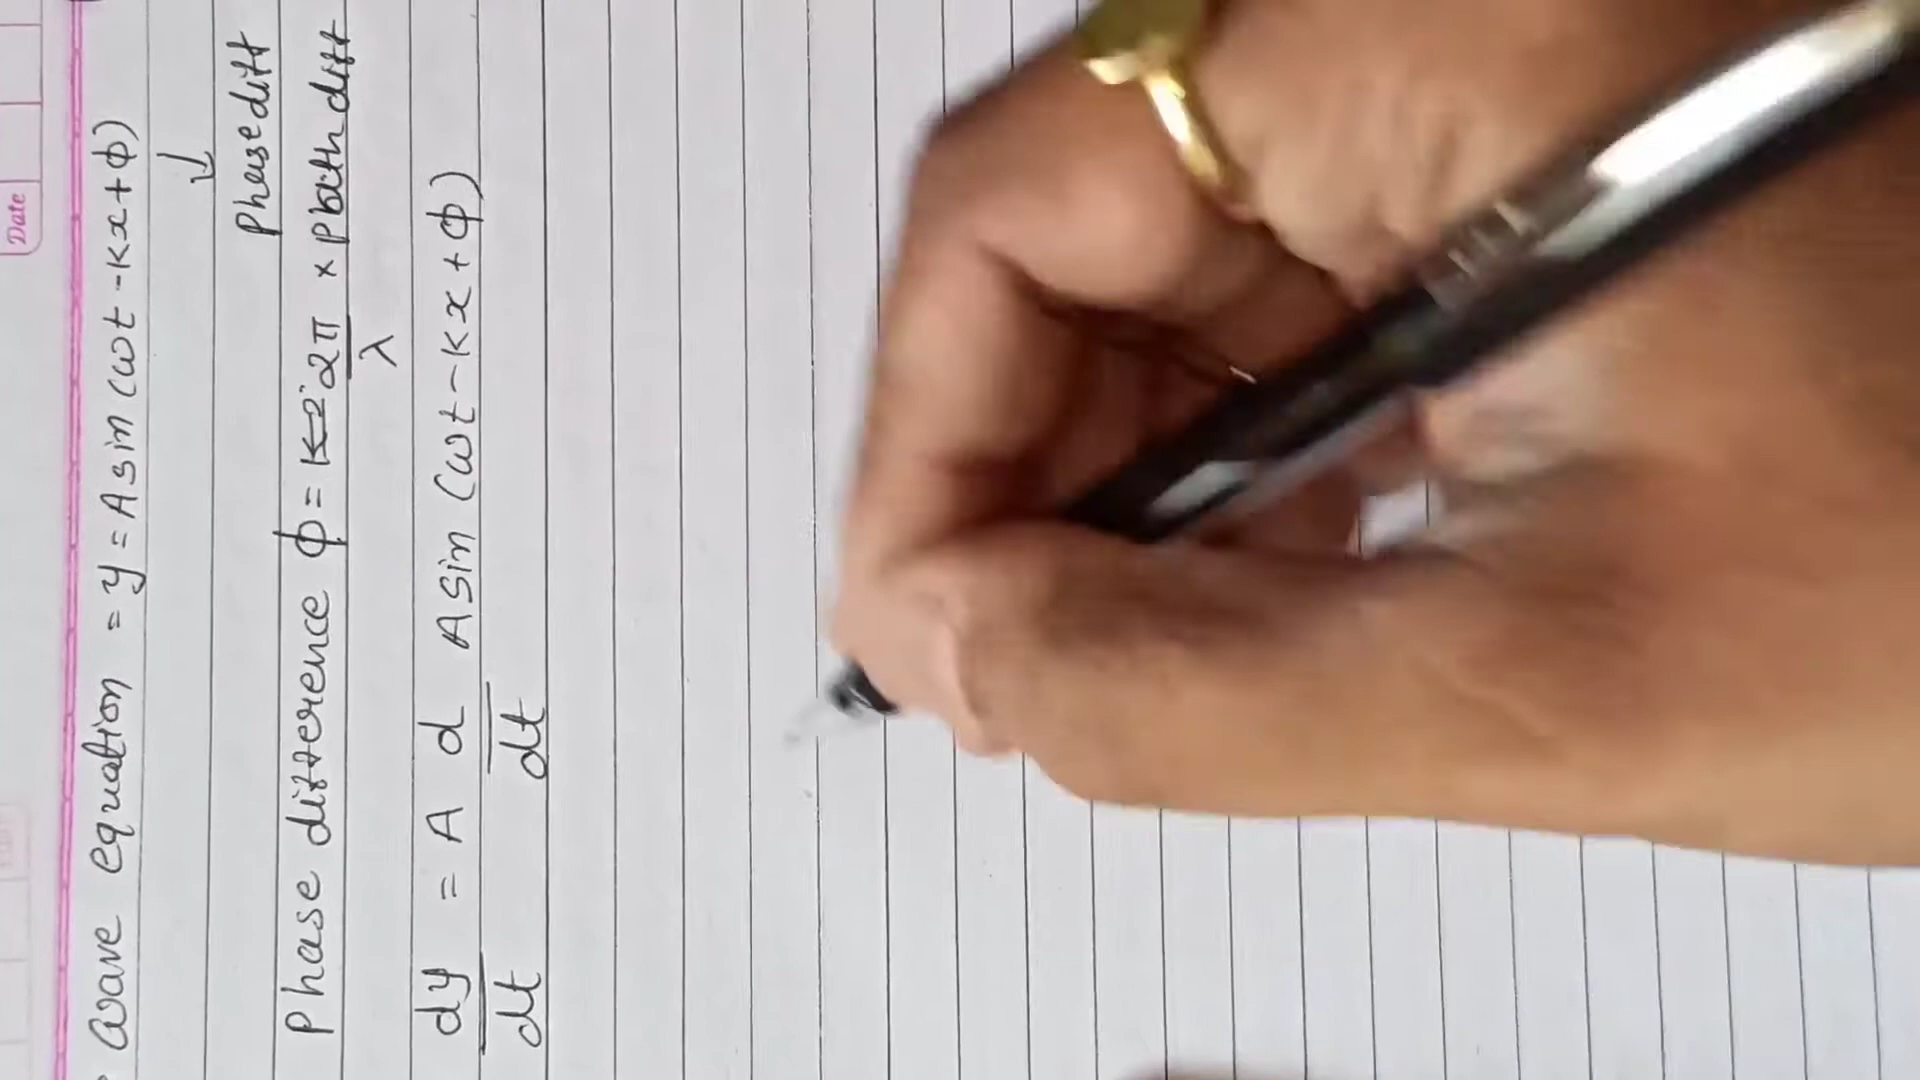 Date
wave equation = y = A sin (ωt - kx + ϕ)
↓
Phase diff
Phase difference ϕ = 2π/λ × Path diff
dy/dt = A d/dt A sin (ωt - kx + ϕ)